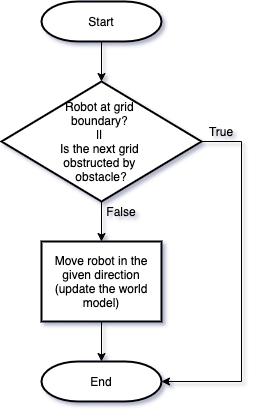 Start
Robot at grid
boundary?
II
Is the next grid
obstructed by
obstacle?
True
False
Move robot in the
given direction
(update the world
model)
End